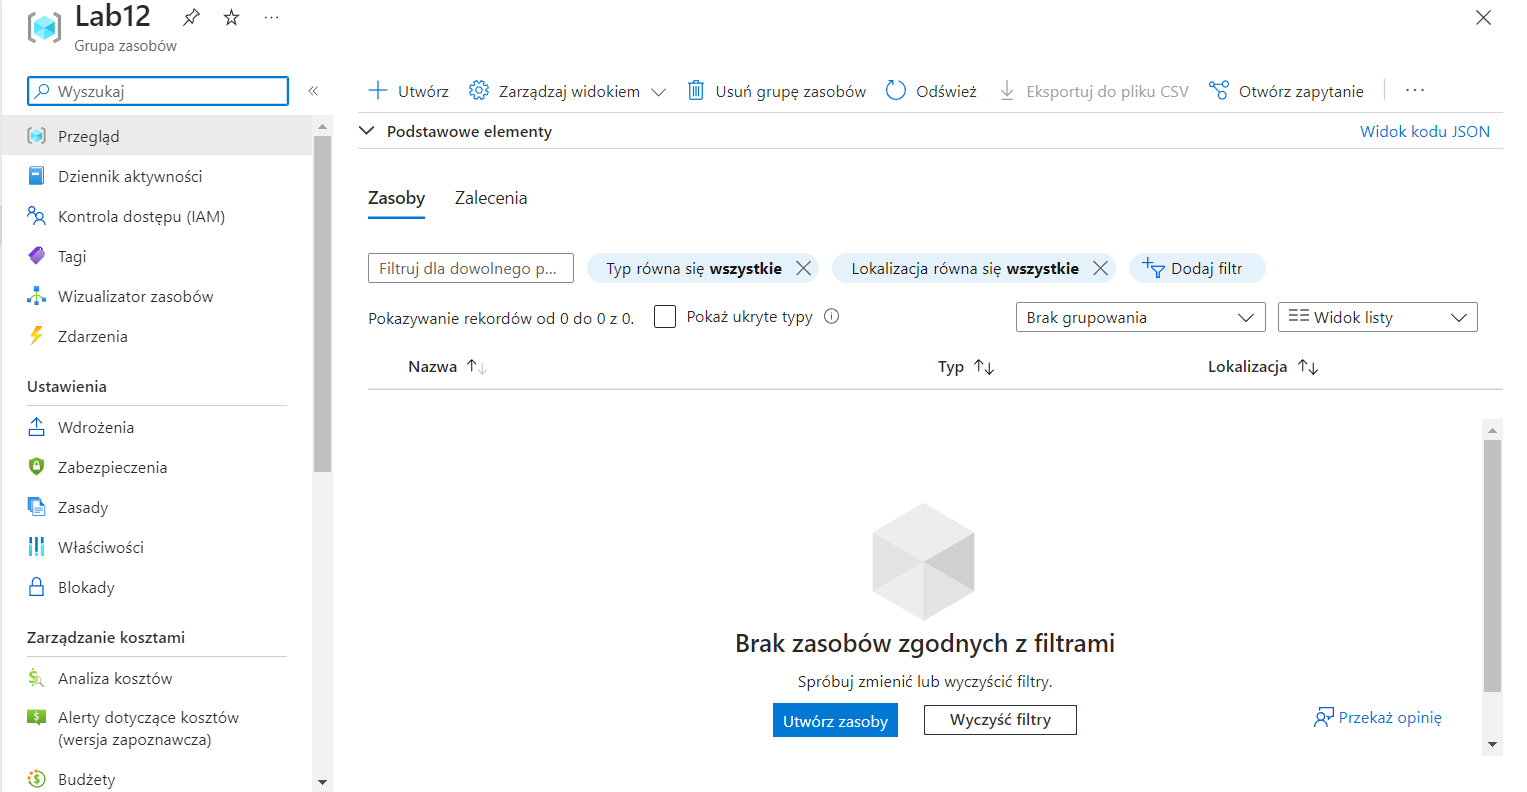 Lab12
Grupa zasobów
Wyszukaj
Przegląd
Dziennik aktywności
Kontrola dostępu (IAM)
Tagi
Wizualizator zasobów
Zdarzenia
Ustawienia
Wdrożenia
Zabezpieczenia
Zasady
Właściwości
Blokady
Zarządzanie kosztami
Analiza kosztów
Alerty dotyczące kosztów
(wersja zapoznawcza)
Budżety
Utwórz Zarządzaj widokiem Usuń grupę zasobów Odśwież Eksportuj do pliku CSV Otwórz zapytanie
Podstawowe elementy Widok kodu JSON
Zasoby Zalecenia
Filtruj dla dowolnego p... Typ równa się wszystkie Lokalizacja równa się wszystkie Dodaj filtr
Pokazywanie rekordów od 0 do 0 z 0. Pokaż ukryte typy Brak grupowania Widok listy
Nazwa Typ Lokalizacja
Brak zasobów zgodnych z filtrami
Spróbuj zmienić lub wyczyścić filtry.
Utwórz zasoby Wyczyść filtry Przekaż opinię